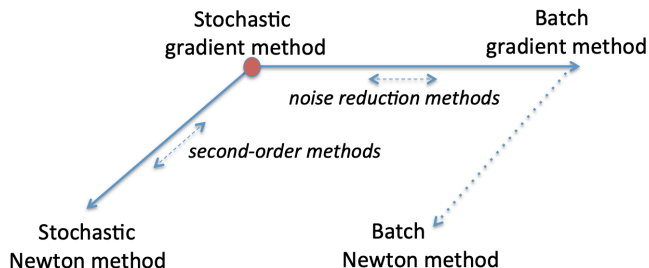 Stochastic
gradient method
Batch
gradient method
noise reduction methods
second-order methods
Stochastic
Newton method
Batch
Newton method